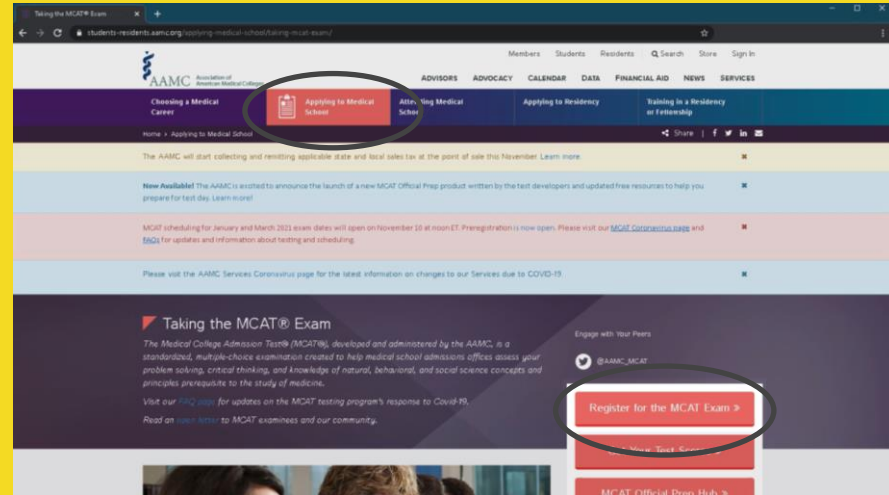 Taking the MCAT® Exam
students-residents.aamc.org/applying-medical-school/taking-mcat-exam/
Members Students Residents Search Store Sign In
AAMC Association of
American Medical Colleges
ADVISORS ADVOCACY CALENDAR DATA FINANCIAL AID NEWS SERVICES
Choosing a Medical
Career
Applying to Medical
School
Attending Medical
School
Applying to Residency
Training in a Residency
or Fellowship
Home > Applying to Medical School
Share | f in
The AAMC will start collecting and remitting applicable state and local sales tax at the point of sale this November. Learn more.
Now Available! The AAMC is excited to announce the launch of a new MCAT Official Prep product written by the test developers and updated free resources to help you
prepare for test day. Learn more!
MCAT scheduling for January and March 2021 exam dates will open on November 10 at noon ET. Preregistration is now open. Please visit our MCAT Coronavirus page and
FAQs for updates and information about testing and scheduling.
Please visit the AAMC Services Coronavirus page for the latest information on changes to our Services due to COVID-19.
Taking the MCAT® Exam
The Medical College Admission Test® (MCAT®), developed and administered by the AAMC, is a
standardized, multiple-choice examination created to help medical school admissions offices assess your
problem solving, critical thinking, and knowledge of natural, behavioral, and social science concepts and
principles prerequisite to the study of medicine.
Visit our FAQ page for updates on the MCAT testing program's response to Covid-19.
Read an open letter to MCAT examinees and our community.
Engage with Your Peers
@AAMC_MCAT
Register for the MCAT Exam »
Get Your Test Scores »
MCAT Official Prep Hub »